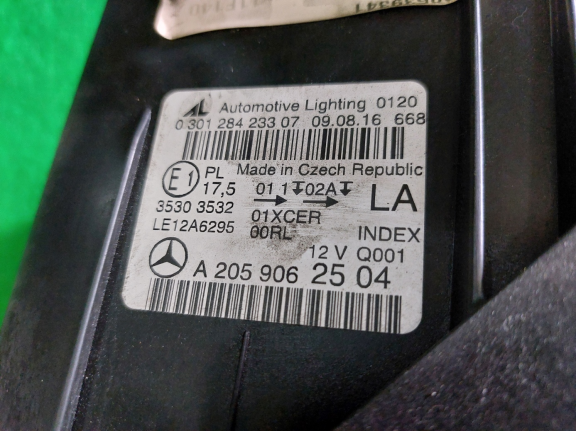 AL Automotive Lighting 0120
0 301 284 233 07 09.08.16 668
Made in Czech Republic
E1 PL
17,5
01 1 02A
→ →
LA
3530 3532
01XCER
LE12A6295
00RL
INDEX
12 V Q001
A 205 906 25 04